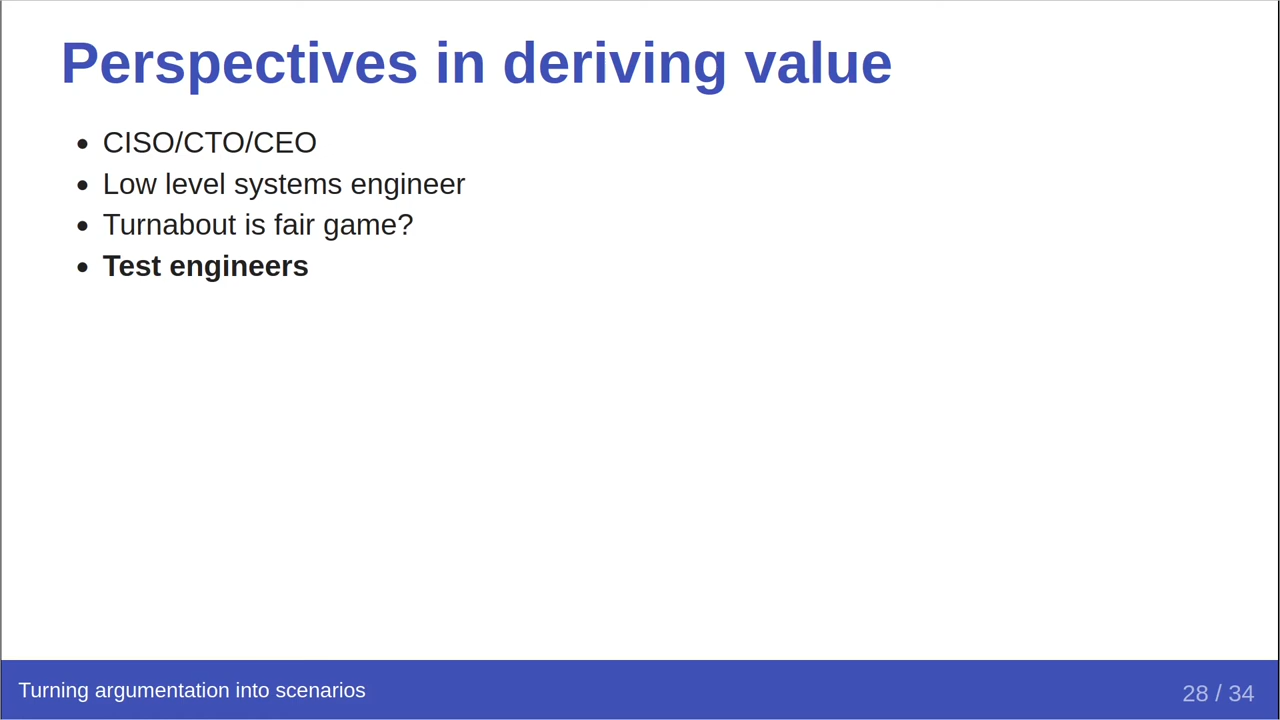 Perspectives in deriving value
• CISO/CTO/CEO
• Low level systems engineer
• Turnabout is fair game?
• Test engineers
Turning argumentation into scenarios
28 / 34